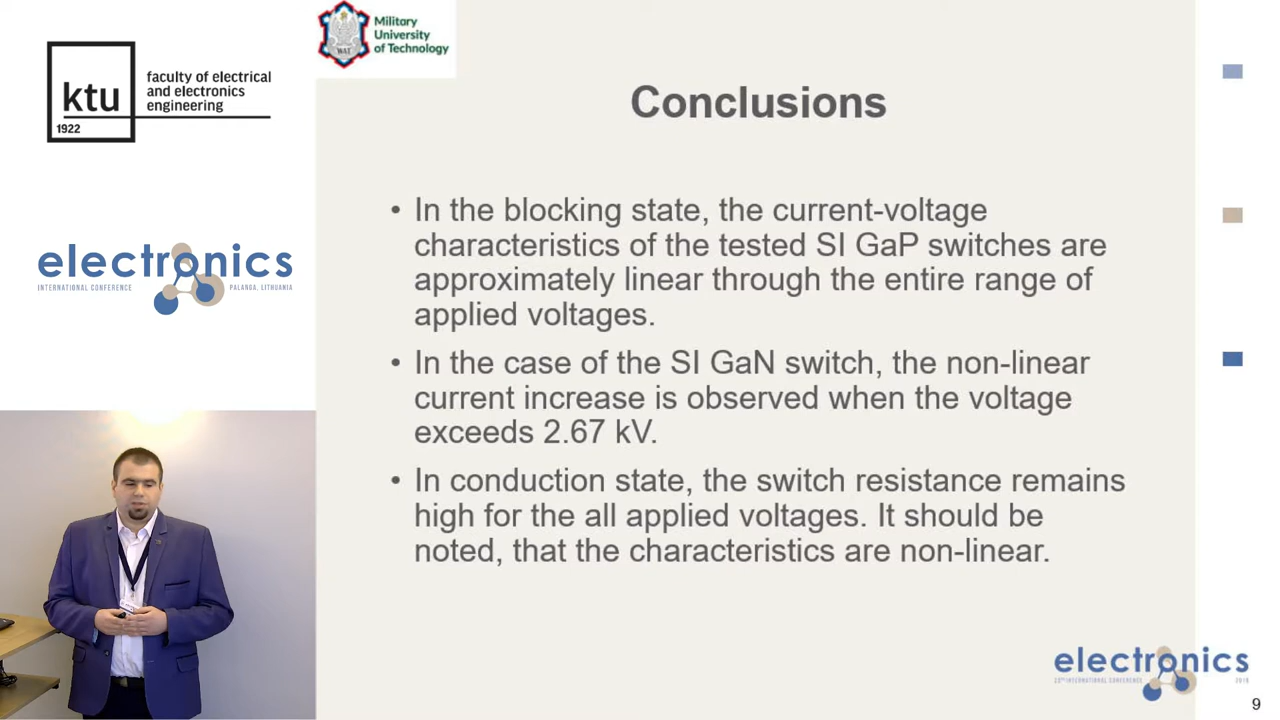 Military
University
of Technology
ktu
1922
faculty of electrical
and electronics
engineering
Conclusions
• In the blocking state, the current-voltage
characteristics of the tested SI GaP switches are
approximately linear through the entire range of
applied voltages.
• In the case of the SI GaN switch, the non-linear
current increase is observed when the voltage
exceeds 2.67 kV.
• In conduction state, the switch resistance remains
high for the all applied voltages. It should be
noted, that the characteristics are non-linear.
electronics
INTERNATIONAL CONFERENCE
PALANGA, LITHUANIA
electronics
INTERNATIONAL CONFERENCE
9